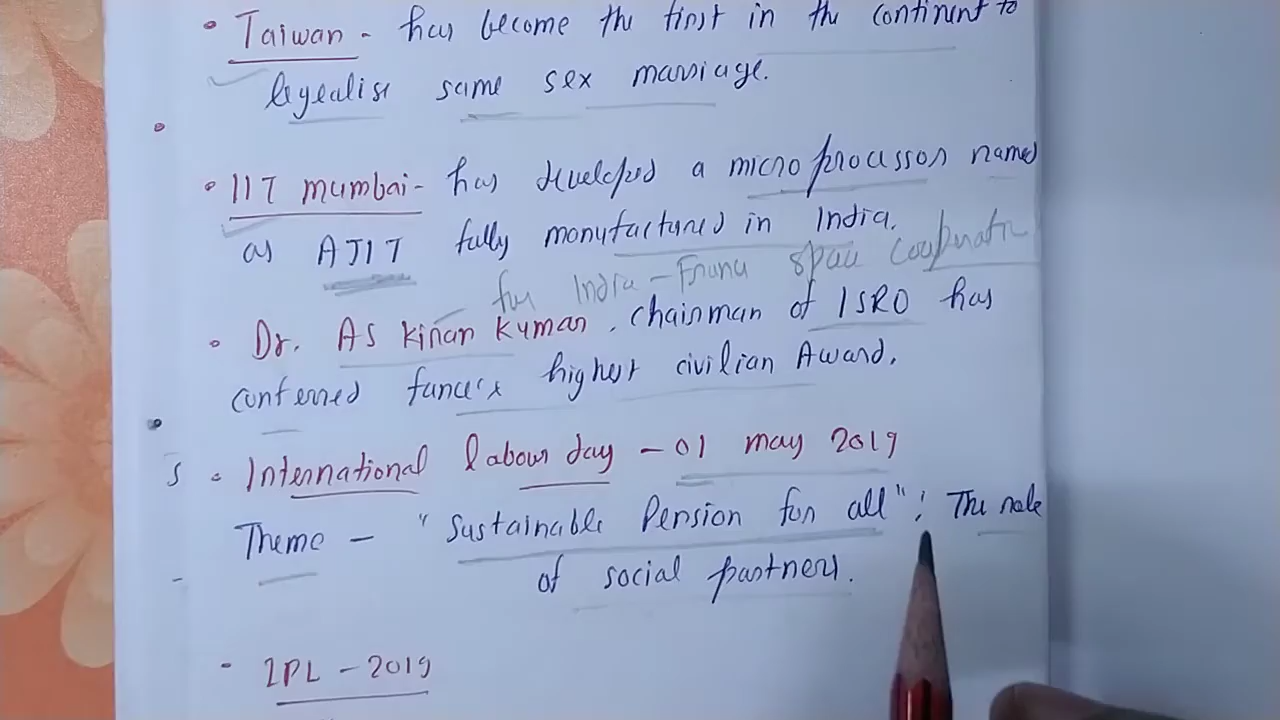 • Taiwan - has become the first in the continent to
legealise same sex marriage.
• IIT mumbai - has developed a micro processor named
as AJIT fully manufactured in India.
for India - France space cooperation
• Dr. AS Kiran Kumar, chairman of ISRO has
conferred france's highest civilian Award.
• International labour day - 01 may 2019
Theme - "Sustainable Pension for all": The role
of social partners.
- IPL - 2019